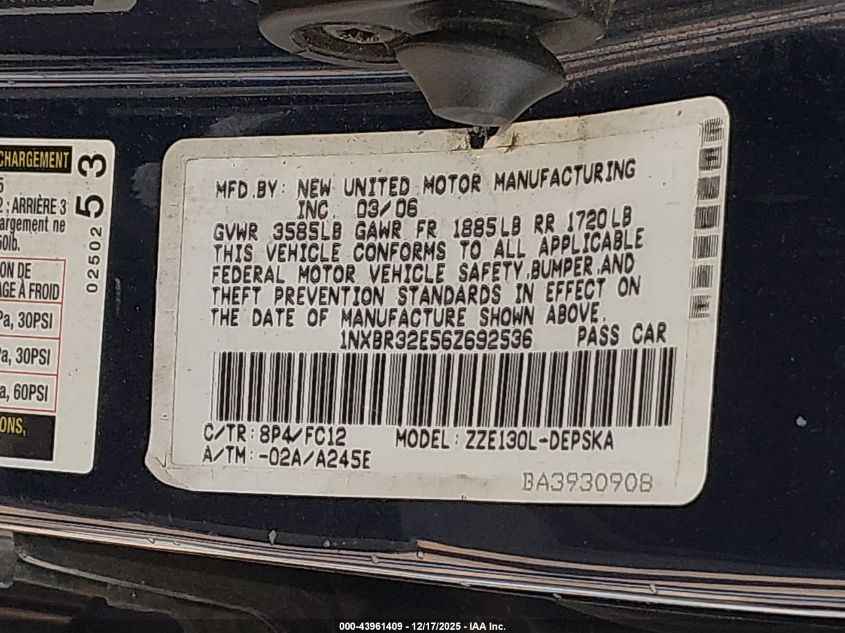 CHARGEMENT
5
2 ; ARRIÈRE 3
argement ne
50lb.
ON DE
AGE À FROID
Pa, 30PSI
Pa, 30PSI
a, 60PSI
ONS,
02502
53
MFD.BY: NEW UNITED MOTOR MANUFACTURING
INC. 03/06
GVWR 3585LB GAWR FR 1885LB RR 1720LB
THIS VEHICLE CONFORMS TO ALL APPLICABLE
FEDERAL MOTOR VEHICLE SAFETY,BUMPER,AND
THEFT PREVENTION STANDARDS IN EFFECT ON
THE DATE OF MANUFACTURE SHOWN ABOVE.
1NXBR32E56Z692536 PASS CAR
C/TR: 8P4/FC12 MODEL: ZZE130L-DEPSKA
A/TM: -02A/A245E
BA3930908
000-43961409 - 12/17/2025 - IAA Inc.